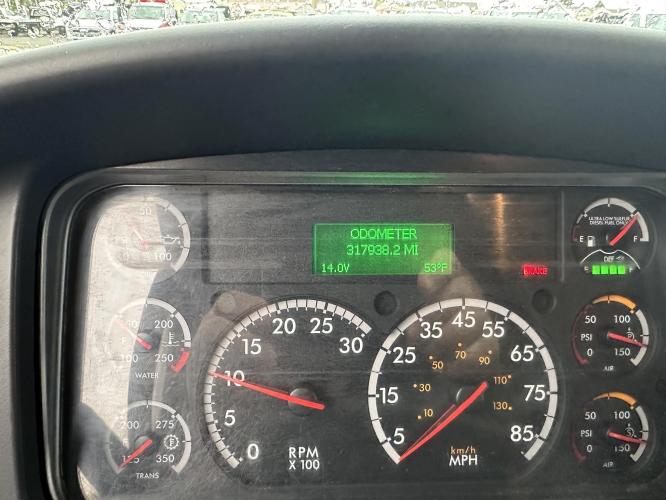 ODOMETER
317938.2 MI
14.0V 53°F
BRAKE
50
100
ULTRA LOW SULFUR
DIESEL FUEL ONLY
E F
DEF
E F
200
F
100 250
WATER
200 275
F
125 350
TRANS
0 5 10 15 20 25 30
RPM
X 100
5 15 25 35 45 55 65 75 85
10 30 50 70 90 110 130
km/h
MPH
50 100
PSI
0 150
AIR
50 100
PSI
0 150
AIR